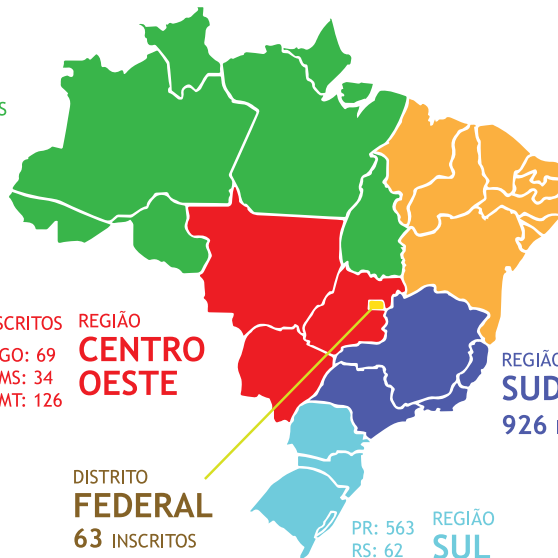 S
SCRITOS
GO: 69
MS: 34
MT: 126
REGIÃO
CENTRO
OESTE
REGIÃO
SUD
926
DISTRITO
FEDERAL
63 INSCRITOS
PR: 563
RS: 62
REGIÃO
SUL